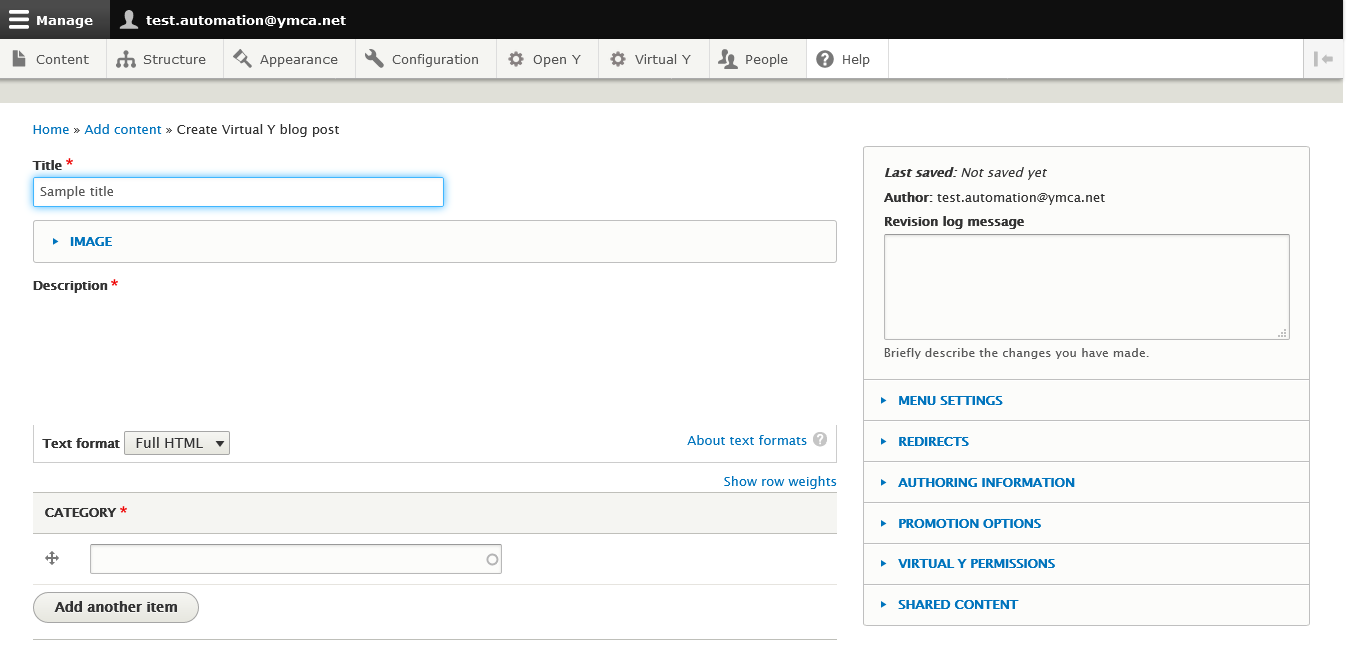 Manage test.automation@ymca.net
Content Structure Appearance Configuration Open Y Virtual Y People Help
Home » Add content » Create Virtual Y blog post
Title *
Sample title
IMAGE
Description *
Text format Full HTML About text formats ?
Show row weights
CATEGORY *
Add another item
Last saved: Not saved yet
Author: test.automation@ymca.net
Revision log message
Briefly describe the changes you have made.
MENU SETTINGS
REDIRECTS
AUTHORING INFORMATION
PROMOTION OPTIONS
VIRTUAL Y PERMISSIONS
SHARED CONTENT